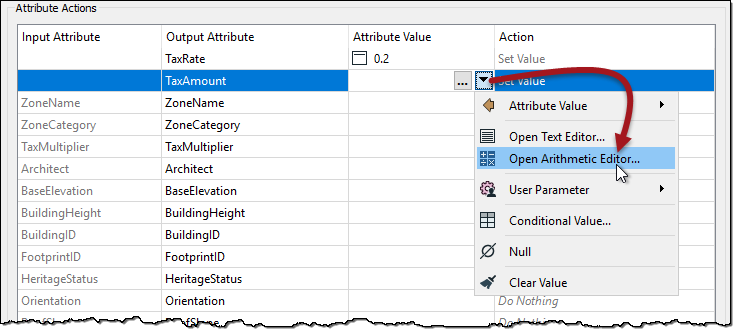 Attribute Actions
Input Attribute Output Attribute Attribute Value Action
TaxRate 0.2 Set Value
TaxAmount ... Set Value
ZoneName ZoneName
Attribute Value
ZoneCategory ZoneCategory
Open Text Editor...
TaxMultiplier TaxMultiplier
Open Arithmetic Editor...
Architect Architect
BaseElevation BaseElevation
User Parameter
BuildingHeight BuildingHeight
Conditional Value...
BuildingID BuildingID
FootprintID FootprintID
Null
HeritageStatus HeritageStatus
Clear Value
Orientation Orientation Do Nothing